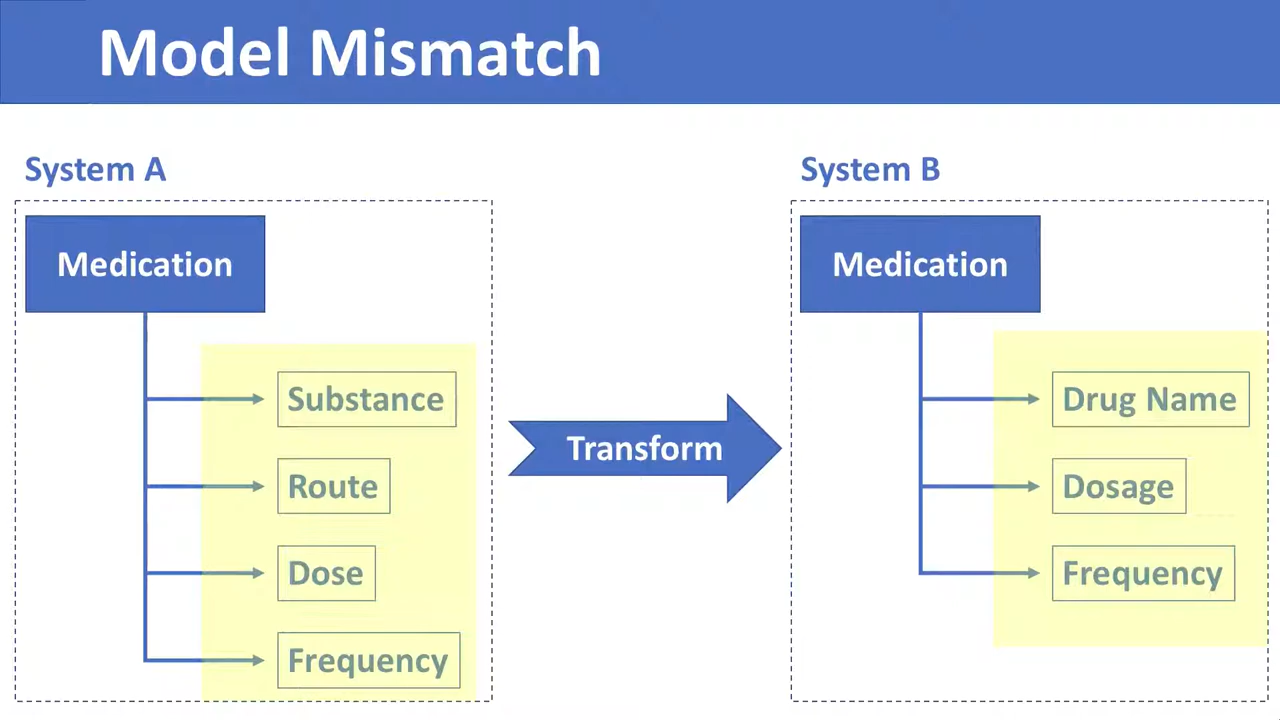 Model Mismatch
System A
Medication
Substance
Route
Dose
Frequency
Transform
System B
Medication
Drug Name
Dosage
Frequency